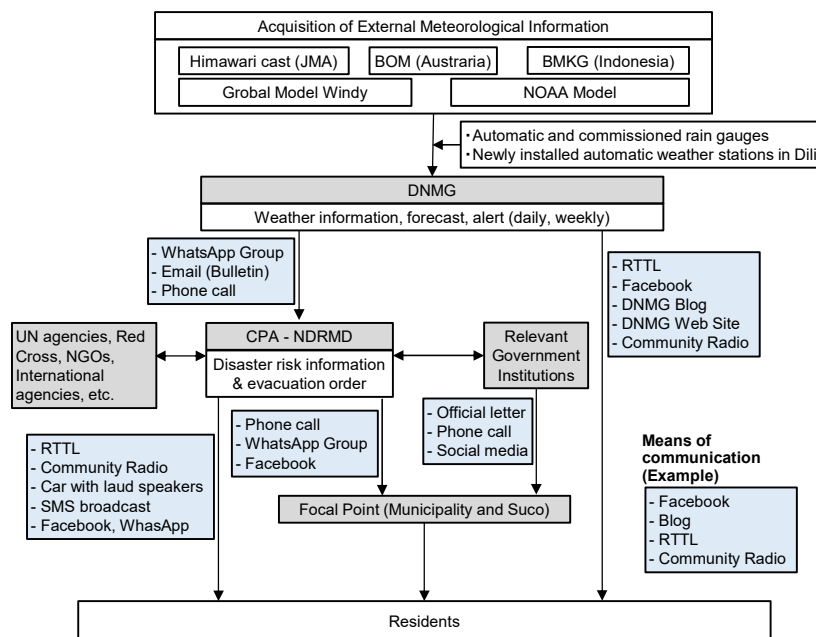 Acquisition of External Meteorological Information
Himawari cast (JMA)
BOM (Austraria)
BMKG (Indonesia)
Grobal Model Windy
NOAA Model
・Automatic and commissioned rain gauges
・Newly installed automatic weather stations in Dili
DNMG
Weather information, forecast, alert (daily, weekly)
- WhatsApp Group
- Email (Bulletin)
- Phone call
- RTTL
- Facebook
- DNMG Blog
- DNMG Web Site
- Community Radio
UN agencies, Red
Cross, NGOs,
International
agencies, etc.
CPA - NDRMD
Disaster risk information
& evacuation order
Relevant
Government
Institutions
- Phone call
- WhatsApp Group
- Facebook
- Official letter
- Phone call
- Social media
- RTTL
- Community Radio
- Car with laud speakers
- SMS broadcast
- Facebook, WhasApp
Means of
communication
(Example)
- Facebook
- Blog
- RTTL
- Community Radio
Focal Point (Municipality and Suco)
Residents